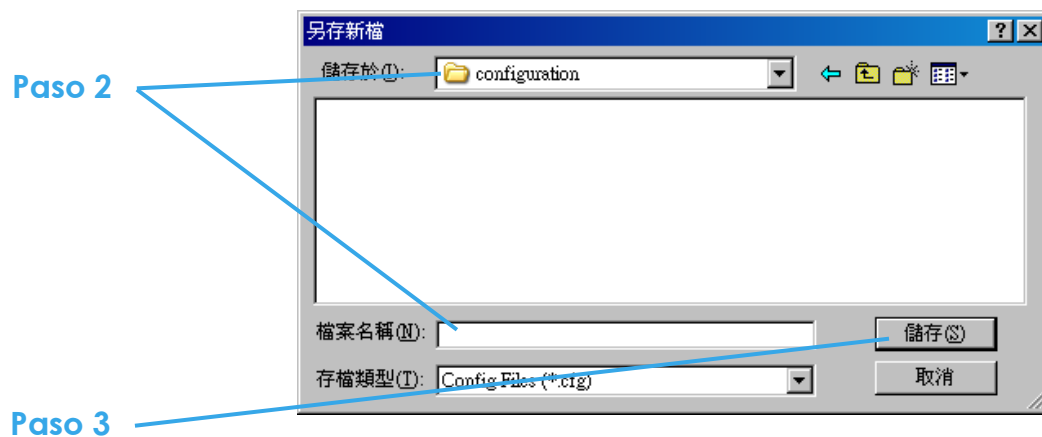 另存新檔
儲存於(I): configuration
Paso 2
檔案名稱(N): 儲存(S)
存檔類型(T): Config Files (*.cfg) 取消
Paso 3